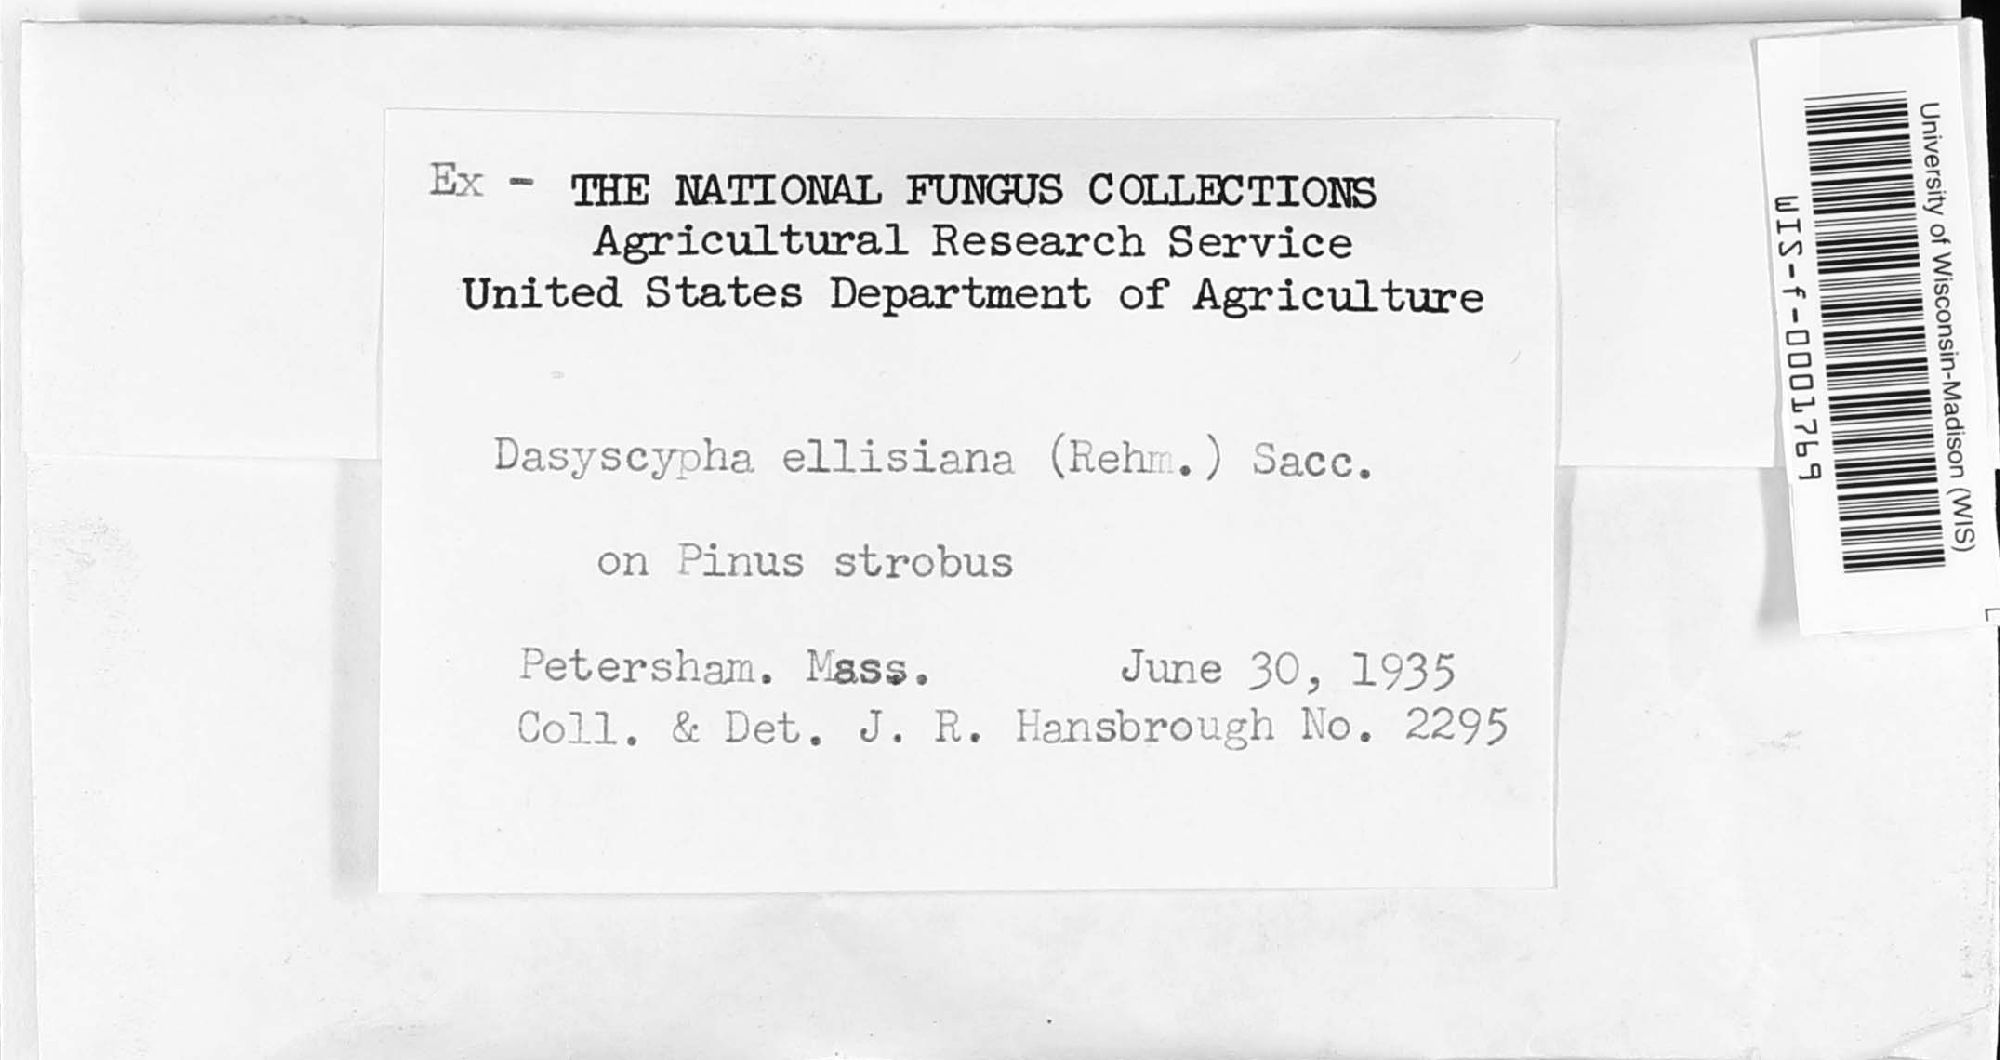 Ex - THE NATIONAL FUNGUS COLLECTIONS
Agricultural Research Service
United States Department of Agriculture
Dasyscypha ellisiana (Rehm.) Sacc.
on Pinus strobus
Petersham. Mass. June 30, 1935
Coll. & Det. J. R. Hansbrough No. 2295
University of Wisconsin-Madison (WIS)
WIS-f-0001769